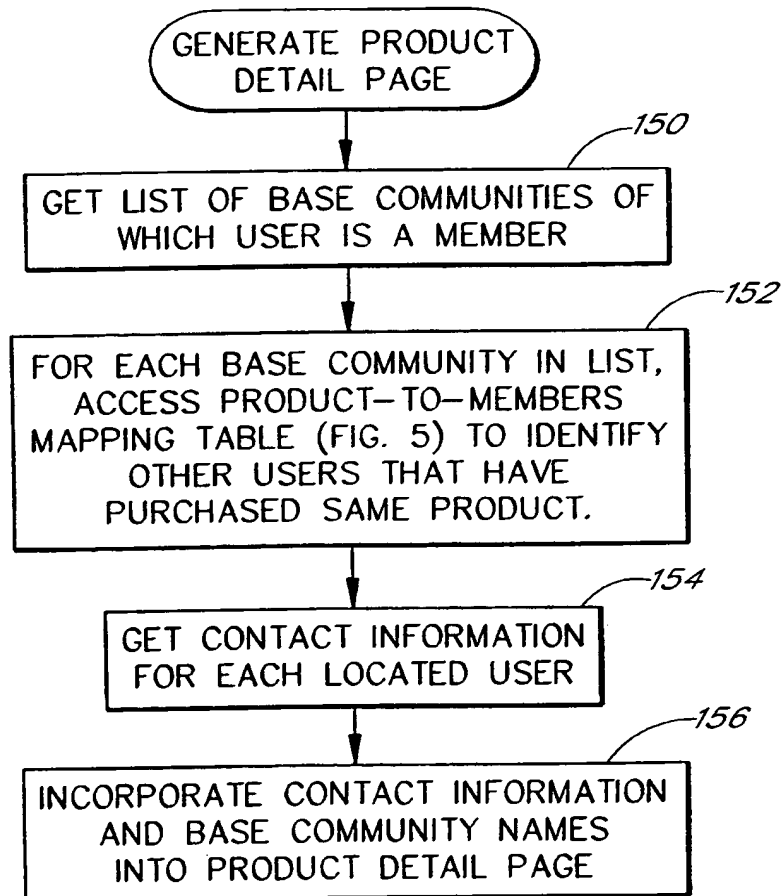 GENERATE PRODUCT
DETAIL PAGE
150
GET LIST OF BASE COMMUNITIES OF
WHICH USER IS A MEMBER
152
FOR EACH BASE COMMUNITY IN LIST,
ACCESS PRODUCT-TO-MEMBERS
MAPPING TABLE (FIG. 5) TO IDENTIFY
OTHER USERS THAT HAVE
PURCHASED SAME PRODUCT.
154
GET CONTACT INFORMATION
FOR EACH LOCATED USER
156
INCORPORATE CONTACT INFORMATION
AND BASE COMMUNITY NAMES
INTO PRODUCT DETAIL PAGE